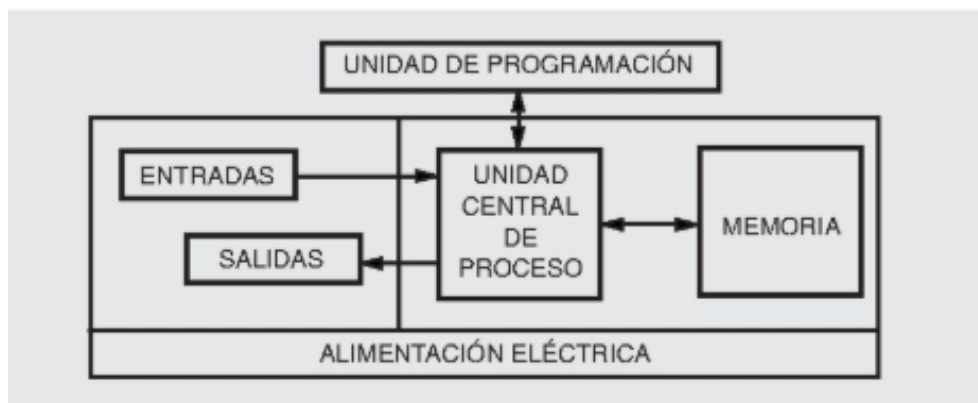 UNIDAD DE PROGRAMACIÓN
ENTRADAS
SALIDAS
UNIDAD
CENTRAL
DE
PROCESO
MEMORIA
ALIMENTACIÓN ELÉCTRICA